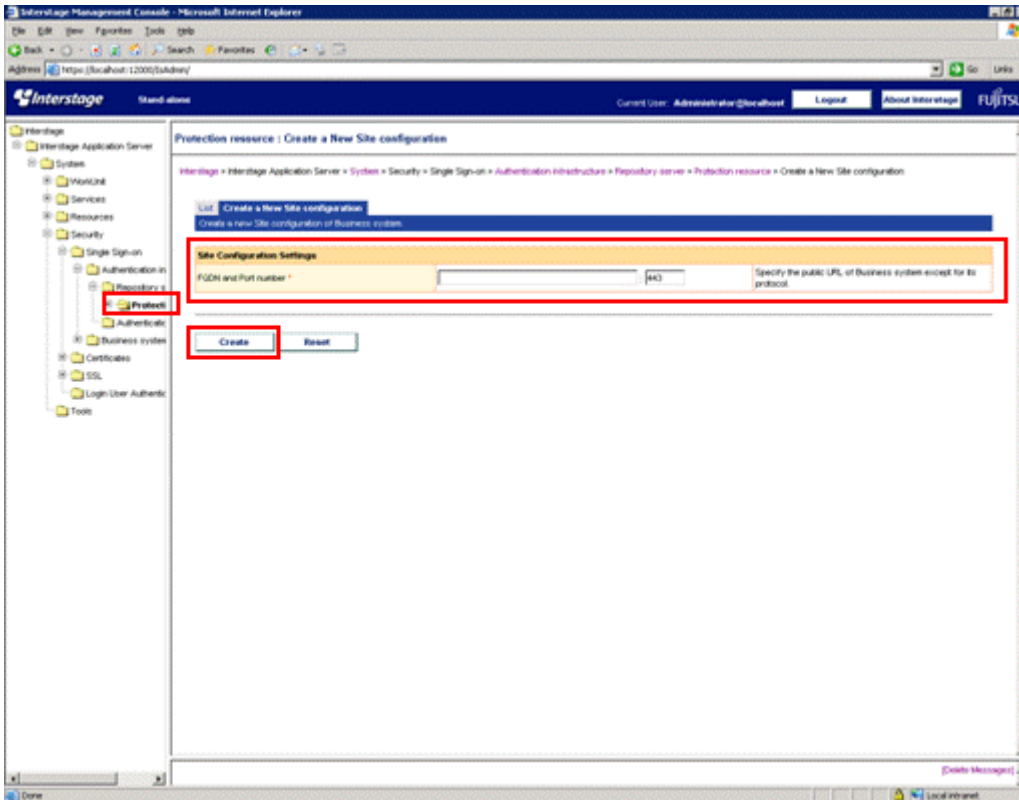 Interstage Management Console - Microsoft Internet Explorer
File Edit View Favorites Tools Help
Back Search Favorites
Address https://localhost:12000/IsAdmin/ Go Links
Interstage Stand-alone Current User: Administrator@localhost Logout About Interstage FUJITSU
Interstage
Interstage Application Server
System
WorkUnit
Services
Resources
Security
Single Sign-on
Authentication in
Repository s
Protecti
Authenticatic
Business system
Certificates
SSL
Login User Authentic
Tools
Protection resource : Create a New Site configuration
Interstage > Interstage Application Server > System > Security > Single Sign-on > Authentication infrastructure > Repository server > Protection resource > Create a New Site configuration
List Create a New Site configuration
Create a new Site configuration of Business system.
Site Configuration Settings
FQDN and Port number * : 443 Specify the public URL of Business system except for its
protocol.
Create Reset
[Delete Messages]
Done Local intranet